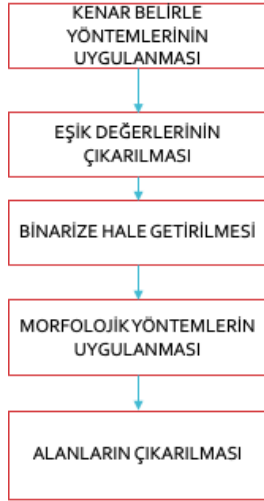 KENAR BELİRLE
YÖNTEMLERİNİN
UYGULANMASI
EŞİK DEĞERLERİNİN
ÇIKARILMASI
BİNARİZE HALE GETİRİLMESİ
MORFOLOJİK YÖNTEMLERİN
UYGULANMASI
ALANLARIN ÇIKARILMASI